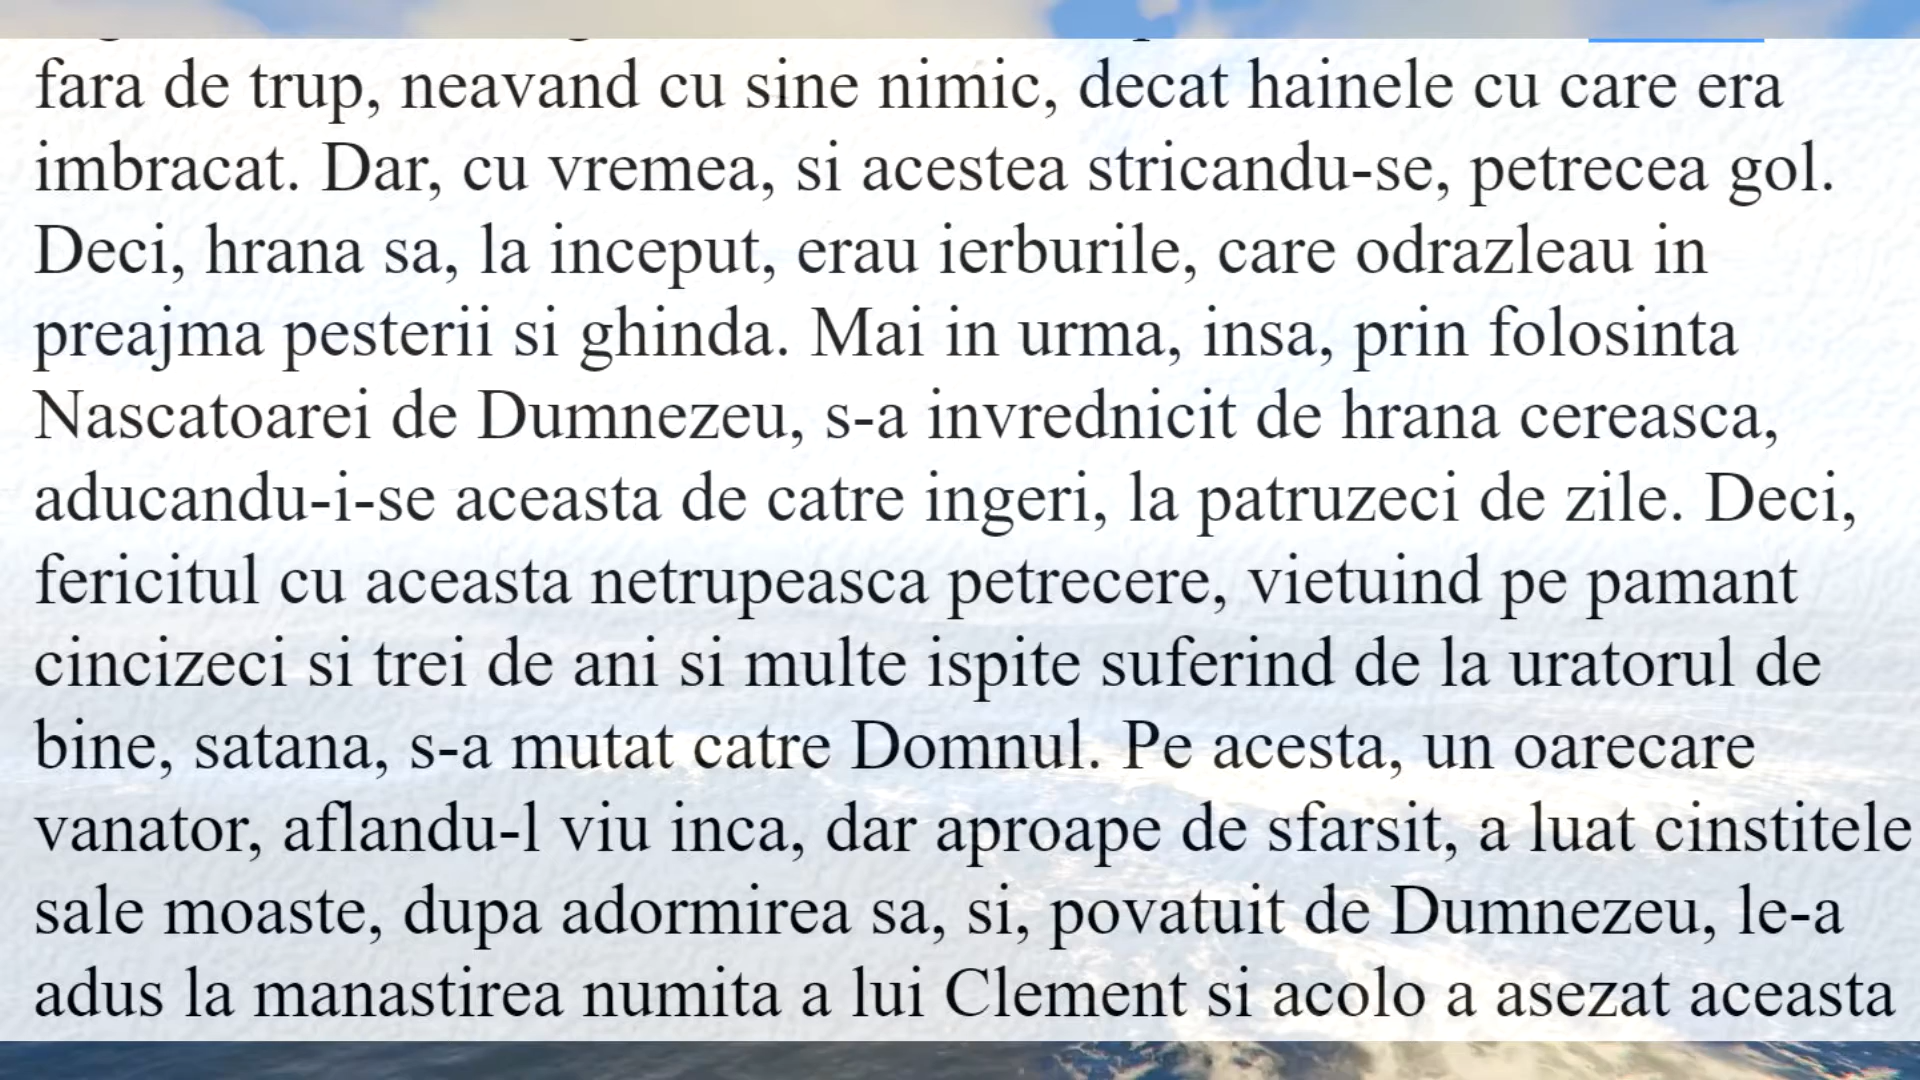 fara de trup, neavand cu sine nimic, decat hainele cu care era
imbracat. Dar, cu vremea, si acestea stricandu-se, petrecea gol.
Deci, hrana sa, la inceput, erau ierburile, care odrazleau in
preajma pesterii si ghinda. Mai in urma, insa, prin folosinta
Nascatoarei de Dumnezeu, s-a invrednicit de hrana cereasca,
aducandu-i-se aceasta de catre ingeri, la patruzeci de zile. Deci,
fericitul cu aceasta netrupeasca petrecere, vietuind pe pamant
cincizeci si trei de ani si multe ispite suferind de la uratorul de
bine, satana, s-a mutat catre Domnul. Pe acesta, un oarecare
vanator, aflandu-l viu inca, dar aproape de sfarsit, a luat cinstitele
sale moaste, dupa adormirea sa, si, povatuit de Dumnezeu, le-a
adus la manastirea numita a lui Clement si acolo a asezat aceasta